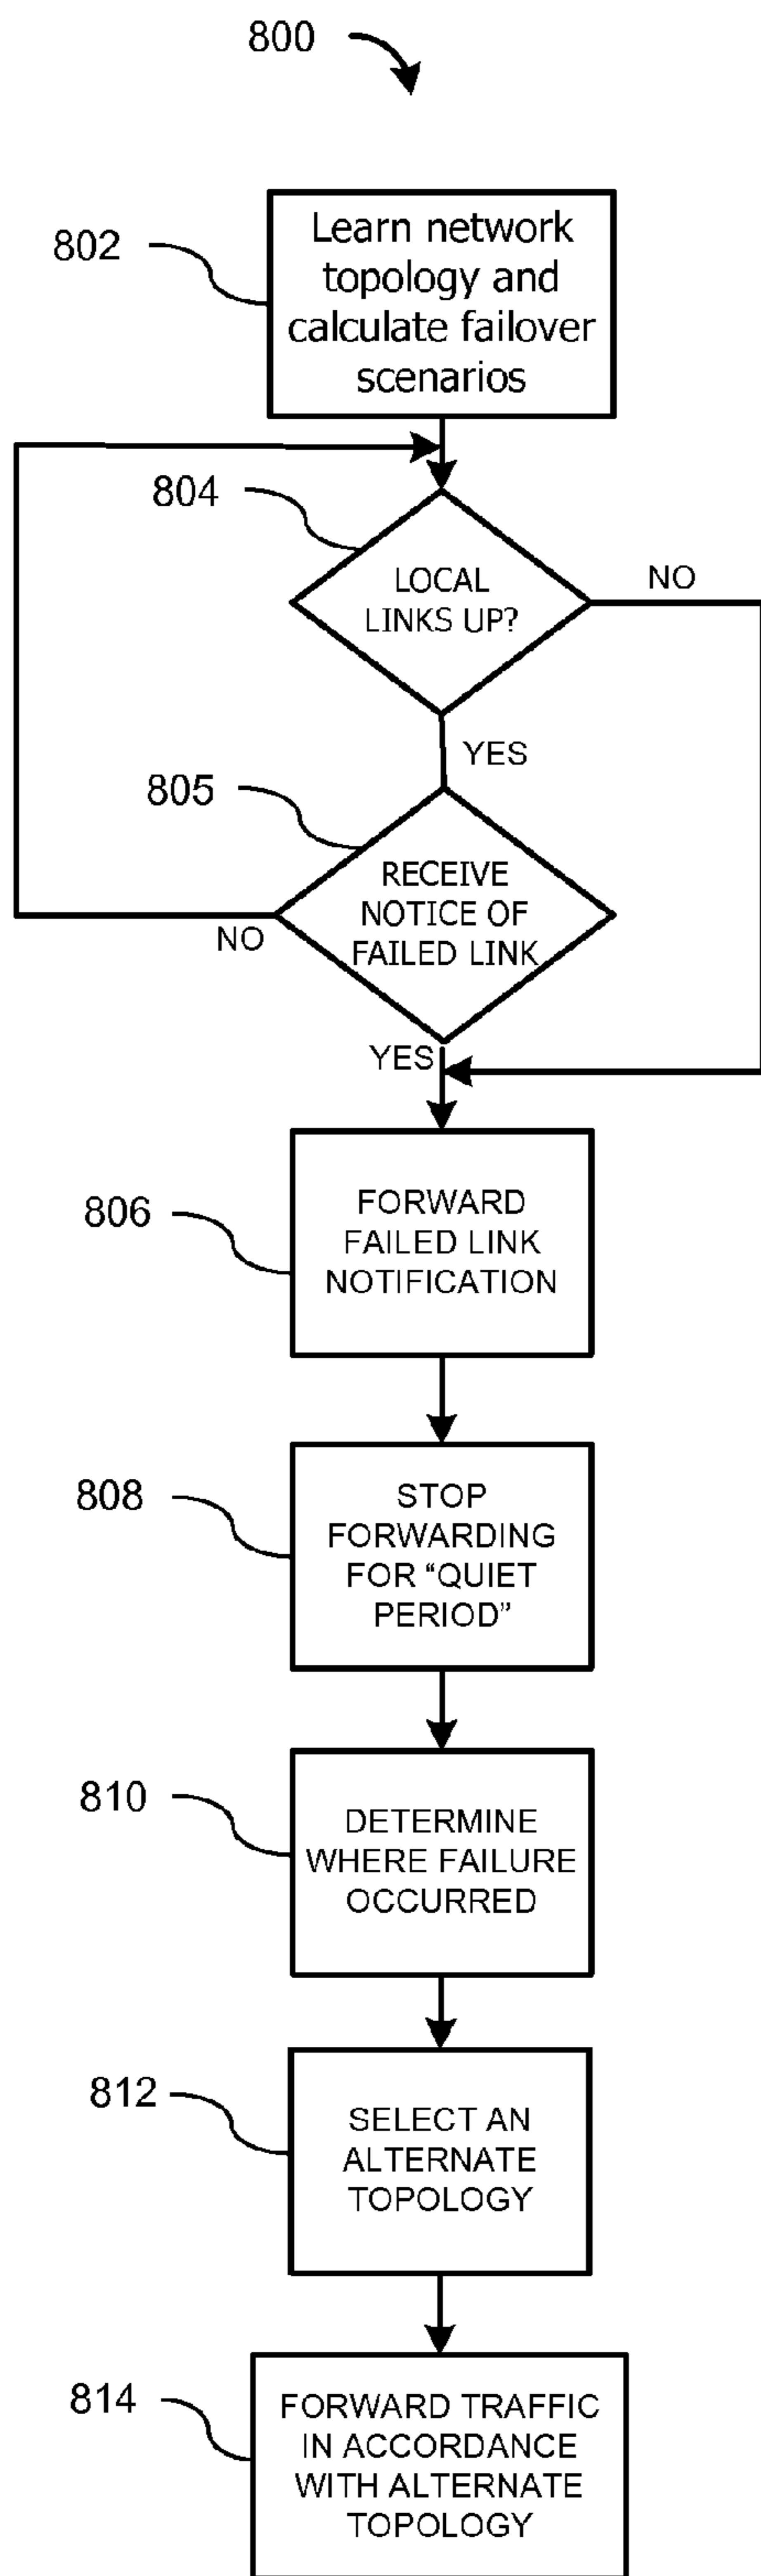 800
802
Learn network
topology and
calculate failover
scenarios
804
LOCAL
LINKS UP?
NO
YES
805
RECEIVE
NOTICE OF
FAILED LINK
NO
YES
806
FORWARD
FAILED LINK
NOTIFICATION
808
STOP
FORWARDING
FOR “QUIET
PERIOD”
810
DETERMINE
WHERE FAILURE
OCCURRED
812
SELECT AN
ALTERNATE
TOPOLOGY
814
FORWARD TRAFFIC
IN ACCORDANCE
WITH ALTERNATE
TOPOLOGY